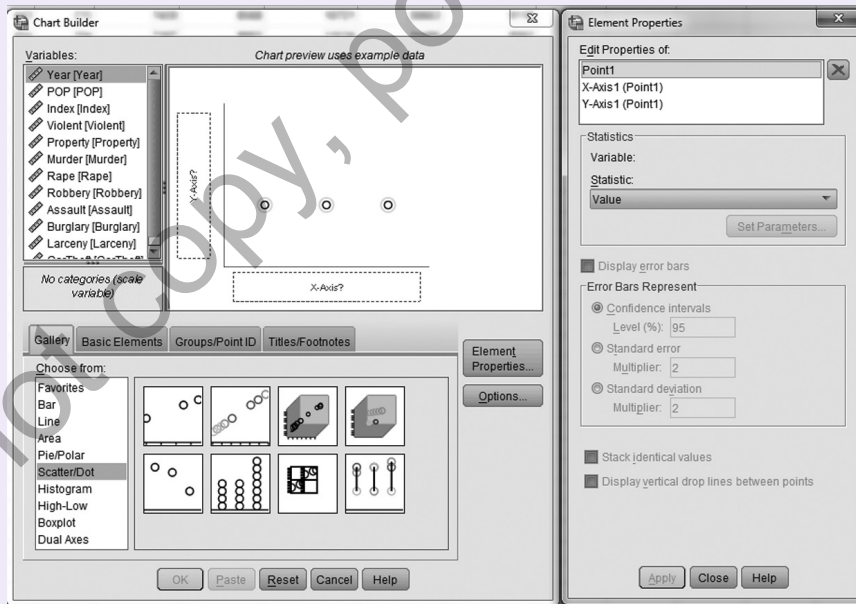 Chart Builder
Variables:
Chart preview uses example data
Year [Year]
POP [POP]
Index [Index]
Violent [Violent]
Property [Property]
Murder [Murder]
Rape [Rape]
Robbery [Robbery]
Assault [Assault]
Burglary [Burglary]
Larceny [Larceny]
No categories (scale
variable)
Y-Axis?
X-Axis?
Gallery
Basic Elements
Groups/Point ID
Titles/Footnotes
Choose from:
Favorites
Bar
Line
Area
Pie/Polar
Scatter/Dot
Histogram
High-Low
Boxplot
Dual Axes
Element
Properties...
Options...
OK
Paste
Reset
Cancel
Help
Element Properties
Edit Properties of:
Point1
X-Axis1 (Point1)
Y-Axis1 (Point1)
Statistics
Variable:
Statistic:
Value
Set Parameters...
Display error bars
Error Bars Represent
Confidence intervals
Level (%): 95
Standard error
Multiplier: 2
Standard deviation
Multiplier: 2
Stack identical values
Display vertical drop lines between points
Apply
Close
Help
not copy, po